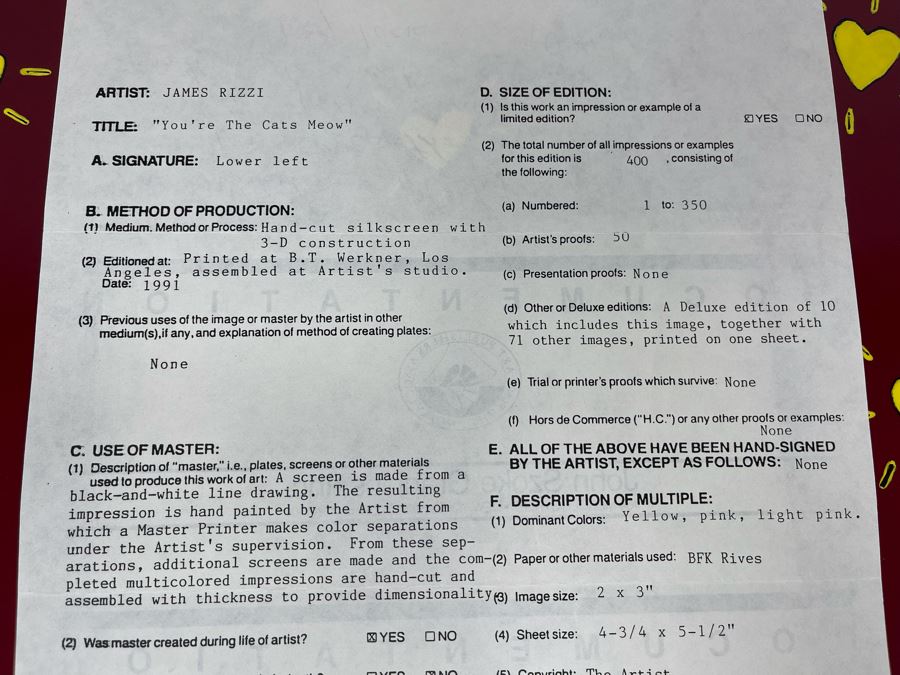 ARTIST: JAMES RIZZI
TITLE: "You're The Cats Meow"
A. SIGNATURE: Lower left
B. METHOD OF PRODUCTION:
(1) Medium. Method or Process: Hand-cut silkscreen with
3-D construction
(2) Editioned at: Printed at B.T. Werkner, Los
Angeles, assembled at Artist's studio.
Date: 1991
(3) Previous uses of the image or master by the artist in other
medium(s),if any, and explanation of method of creating plates:
None
C. USE OF MASTER:
(1) Description of "master," i.e., plates, screens or other materials
used to produce this work of art: A screen is made from a
black-and-white line drawing. The resulting
impression is hand painted by the Artist from
which a Master Printer makes color separations
under the Artist's supervision. From these sep-
arations, additional screens are made and the com-
pleted multicolored impressions are hand-cut and
assembled with thickness to provide dimensionality.
(2) Was master created during life of artist? ☒ YES ☐ NO
D. SIZE OF EDITION:
(1) Is this work an impression or example of a
limited edition? ☒ YES ☐ NO
(2) The total number of all impressions or examples
for this edition is 400 , consisting of
the following:
(a) Numbered: 1 to: 350
(b) Artist's proofs: 50
(c) Presentation proofs: None
(d) Other or Deluxe editions: A Deluxe edition of 10
which includes this image, together with
71 other images, printed on one sheet.
(e) Trial or printer's proofs which survive: None
(f) Hors de Commerce ("H.C.") or any other proofs or examples:
None
E. ALL OF THE ABOVE HAVE BEEN HAND-SIGNED
BY THE ARTIST, EXCEPT AS FOLLOWS: None
F. DESCRIPTION OF MULTIPLE:
(1) Dominant Colors: Yellow, pink, light pink.
(2) Paper or other materials used: BFK Rives
(3) Image size: 2 x 3"
(4) Sheet size: 4-3/4 x 5-1/2"
(5) Copyright: The Artist